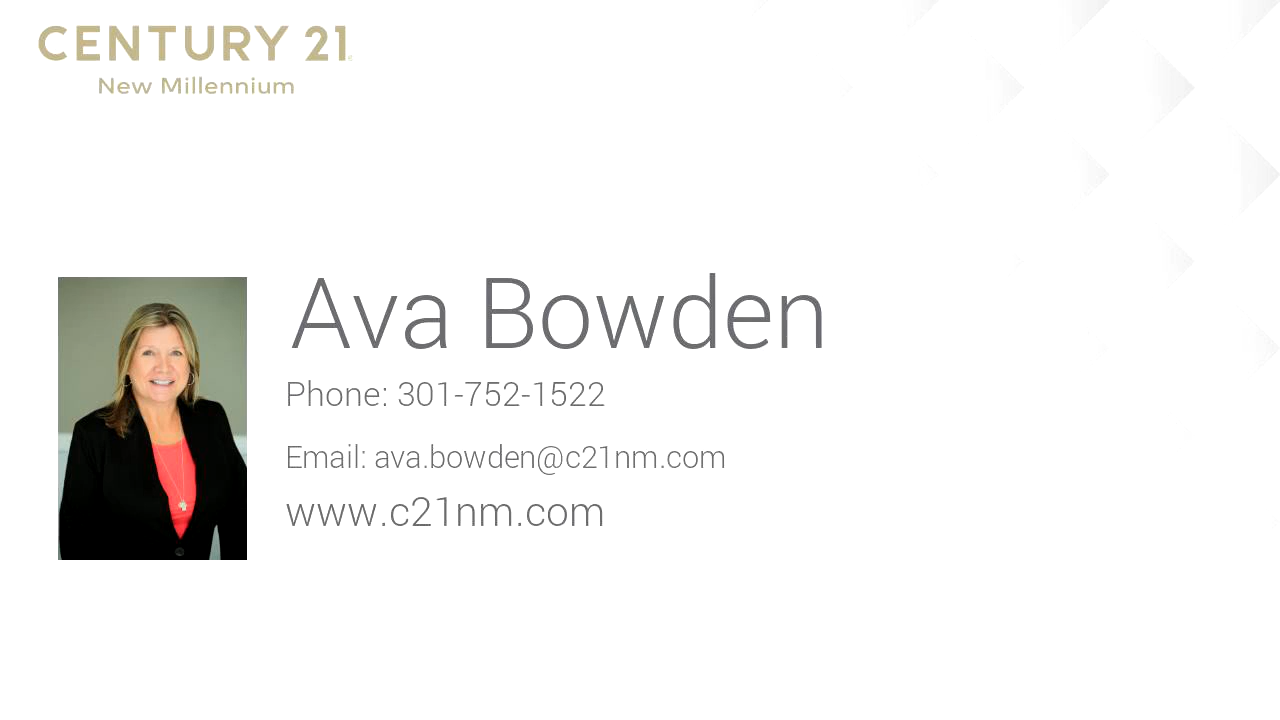 CENTURY 21
New Millennium
Ava Bowden
Phone: 301-752-1522
Email: ava.bowden@c21nm.com
www.c21nm.com